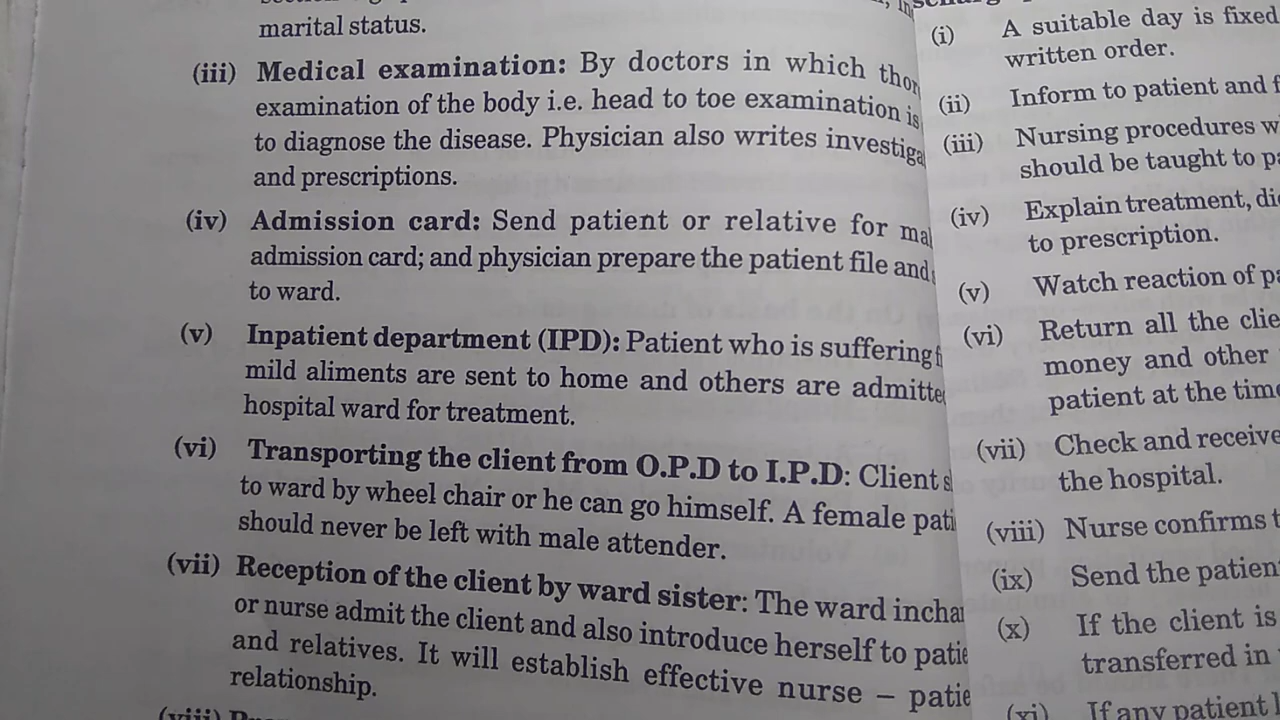 marital status.
(iii) Medical examination: By doctors in which
examination of the body i.e. head to toe examination is
to diagnose the disease. Physician also writes
and prescriptions.
(iv) Admission card: Send patient or relative for
admission card; and physician prepare the patient file and
to ward.
(v) Inpatient department (IPD): Patient who is suffering
mild aliments are sent to home and others are
hospital ward for treatment.
(vi) Transporting the client from O.P.D to I.P.D: Client
to ward by wheel chair or he can go himself. A female
should never be left with male attender.
(vii) Reception of the client by ward sister: The ward
or nurse admit the client and also introduce herself to
and relatives. It will establish effective nurse –
relationship.
(i) A suitable day is fixed
written order.
(ii) Inform to patient and
(iii) Nursing procedures
should be taught to
(iv) Explain treatment,
to prescription.
(v) Watch reaction of
(vi) Return all the
money and other
patient at the
(vii) Check and
the hospital.
(viii) Nurse confirms
(ix) Send the
(x) If the client is
transferred in
(xi) If any patient